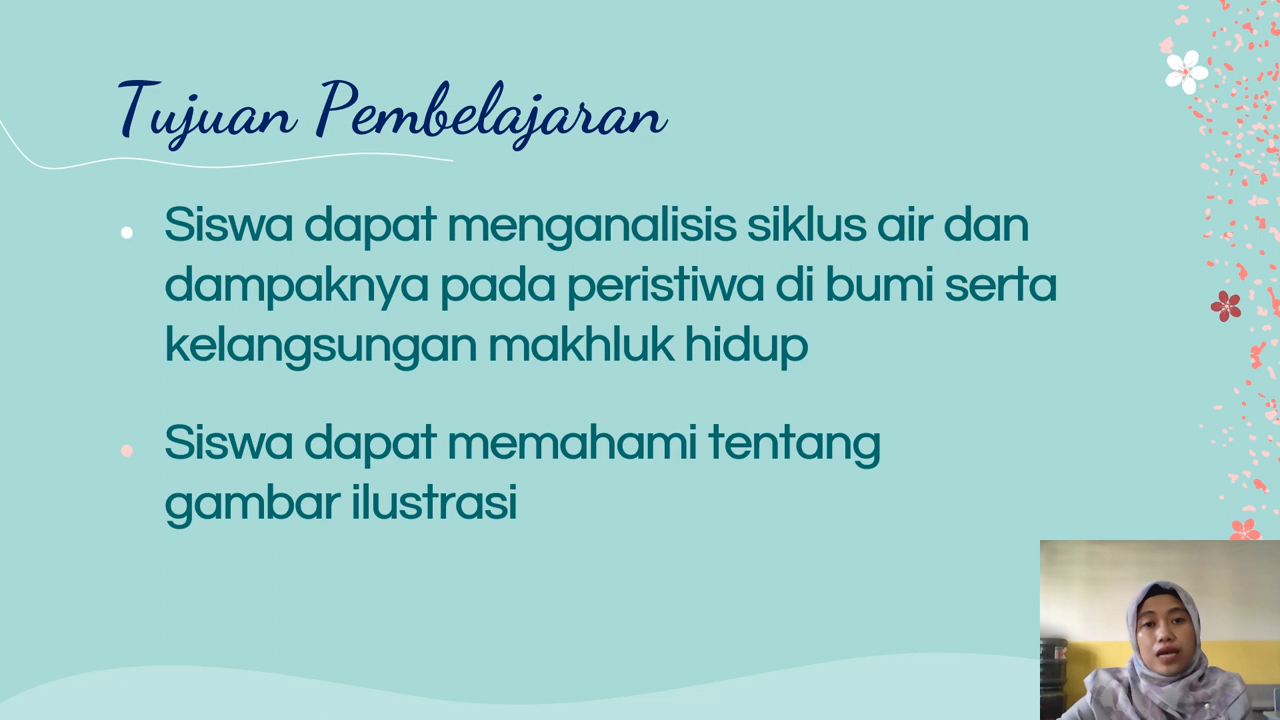 Tujuan Pembelajaran
Siswa dapat menganalisis siklus air dan
dampaknya pada peristiwa di bumi serta
kelangsungan makhluk hidup
Siswa dapat memahami tentang
gambar ilustrasi